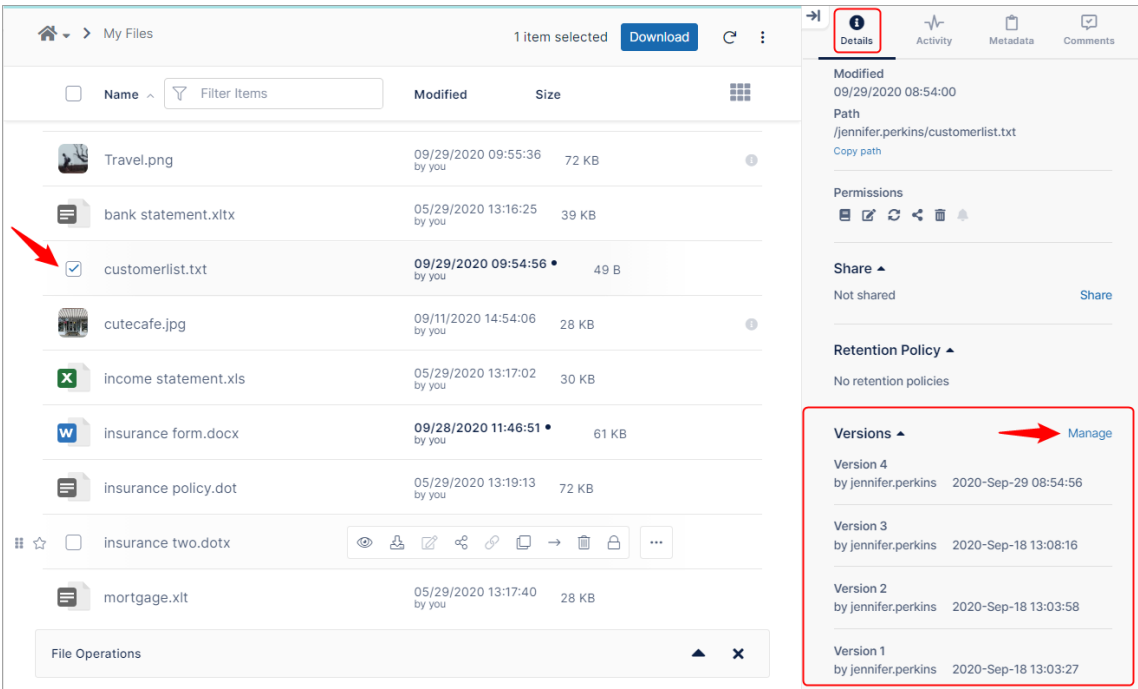 My Files
1 item selected
Download
Name
Filter Items
Modified
Size
Travel.png
09/29/2020 09:55:36
by you
72 KB
bank statement.xltx
05/29/2020 13:16:25
by you
39 KB
customerlist.txt
09/29/2020 09:54:56
by you
49 B
cutecafe.jpg
09/11/2020 14:54:06
by you
28 KB
income statement.xls
05/29/2020 13:17:02
by you
30 KB
insurance form.docx
09/28/2020 11:46:51
by you
61 KB
insurance policy.dot
05/29/2020 13:19:13
by you
72 KB
insurance two.dotx
mortgage.xlt
05/29/2020 13:17:40
by you
28 KB
File Operations
Details
Activity
Metadata
Comments
Modified
09/29/2020 08:54:00
Path
/jennifer.perkins/customerlist.txt
Copy path
Permissions
Share
Not shared
Share
Retention Policy
No retention policies
Versions
Manage
Version 4
by jennifer.perkins 2020-Sep-29 08:54:56
Version 3
by jennifer.perkins 2020-Sep-18 13:08:16
Version 2
by jennifer.perkins 2020-Sep-18 13:03:58
Version 1
by jennifer.perkins 2020-Sep-18 13:03:27